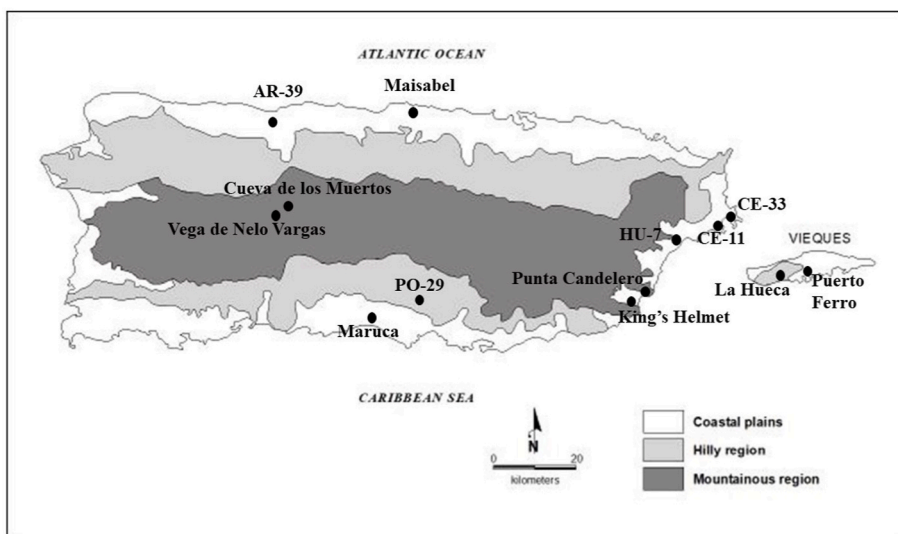 ATLANTIC OCEAN
AR-39
Maisabel
Cueva de los Muertos
Vega de Nelo Vargas
CE-33
HU-7
CE-11
VIEQUES
Punta Candelero
La Hueca
Puerto
Ferro
PO-29
King's Helmet
Maruca
CARIBBEAN SEA
N
0 20
kilometers
Coastal plains
Hilly region
Mountainous region